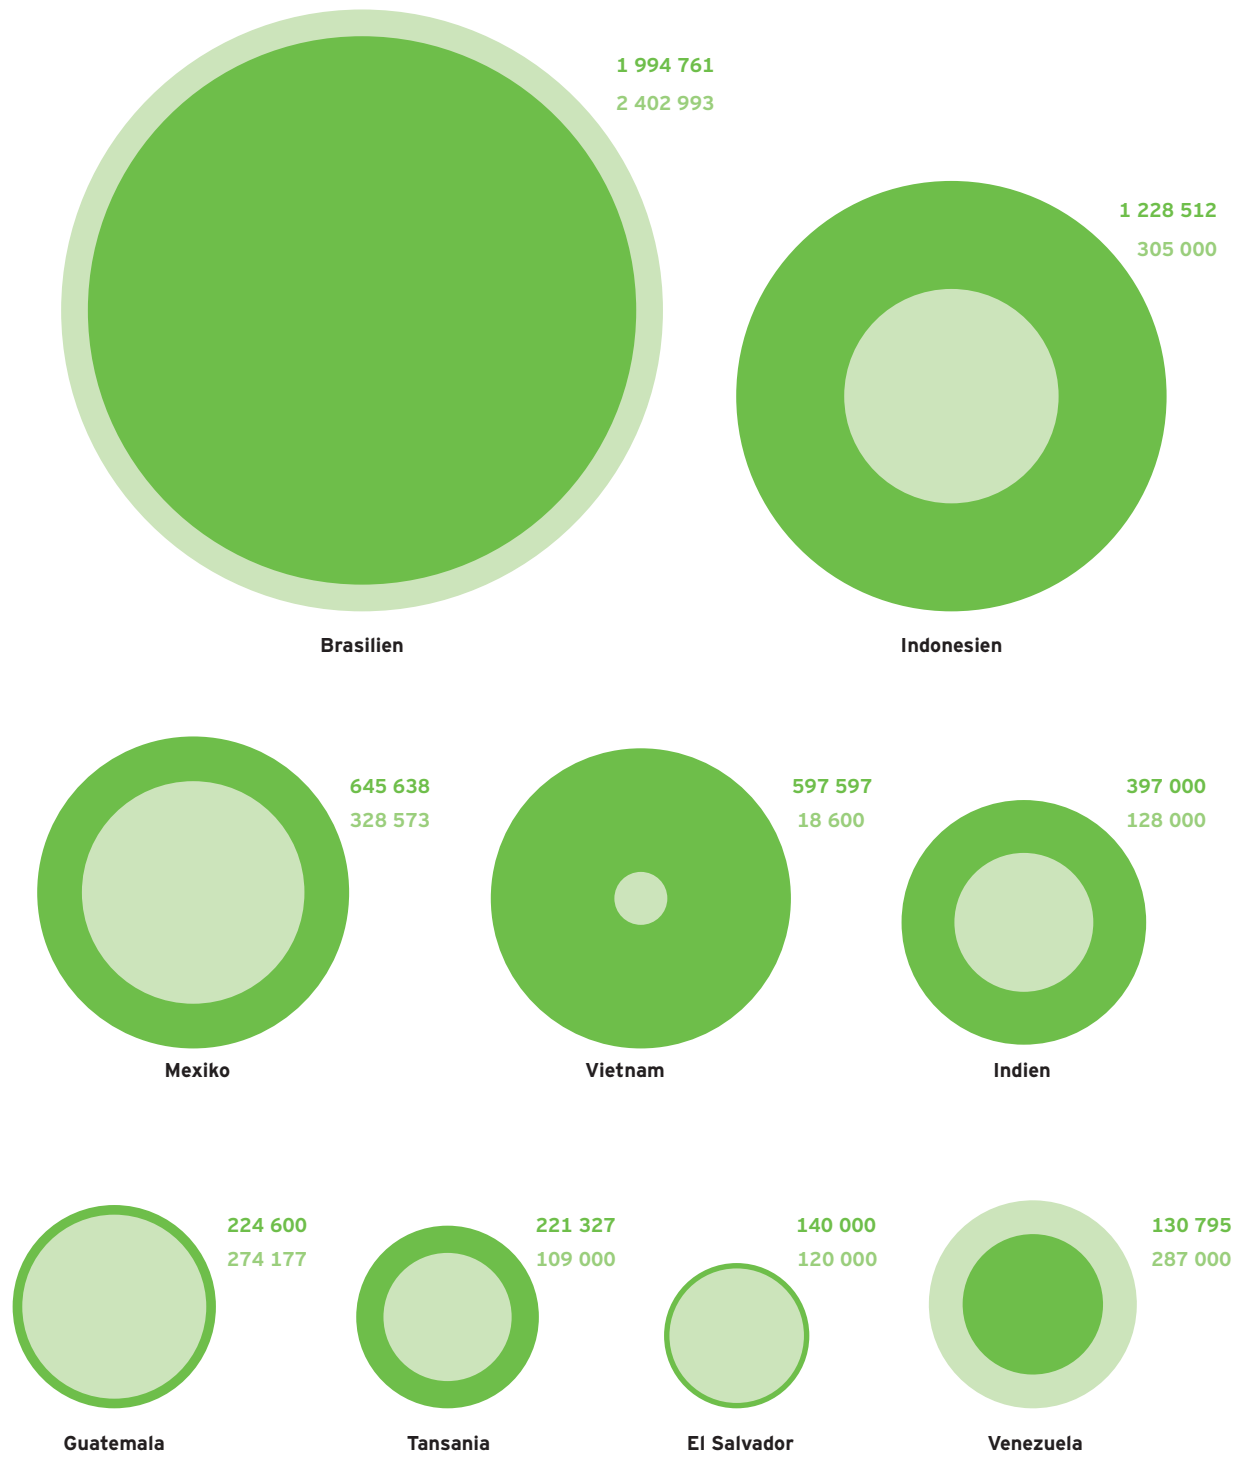 1 994 761
2 402 993
1 228 512
305 000
Brasilien
Indonesien
645 638
328 573
597 597
18 600
397 000
128 000
Mexiko
Vietnam
Indien
224 600
274 177
221 327
109 000
140 000
120 000
130 795
287 000
Guatemala
Tansania
El Salvador
Venezuela